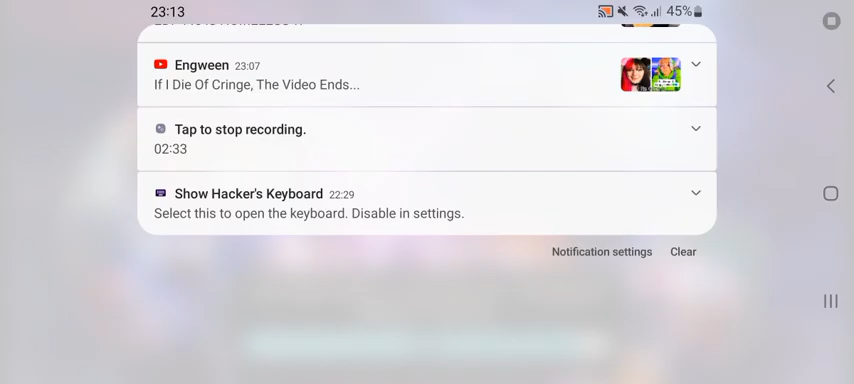 23:13
45%
Engween 23:07
If I Die Of Cringe, The Video Ends...
Tap to stop recording.
02:33
Show Hacker's Keyboard 22:29
Select this to open the keyboard. Disable in settings.
Notification settings Clear